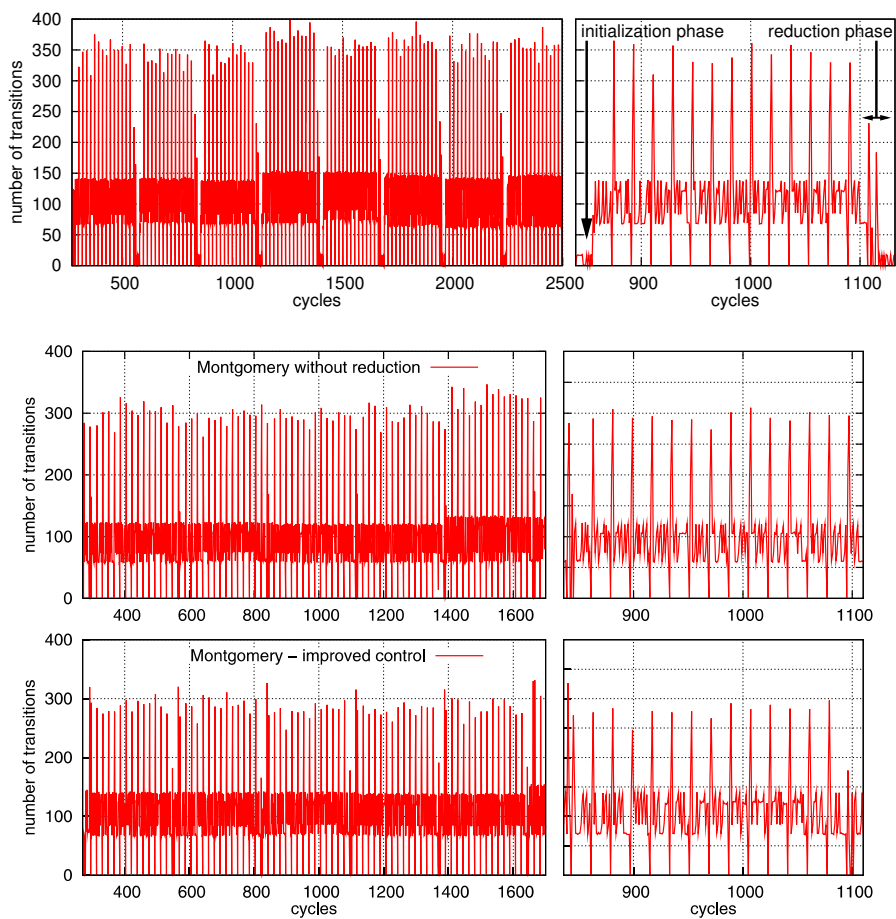 400
350
300
250
200
150
100
50
0
number of transitions
500 1000 1500 2000 2500
cycles
initialization phase reduction phase
900 1000 1100
cycles
400
300
200
100
0
number of transitions
Montgomery without reduction
400 600 800 1000 1200 1400 1600
900 1000 1100
400
300
200
100
0
number of transitions
Montgomery − improved control
400 600 800 1000 1200 1400 1600
cycles
900 1000 1100
cycles